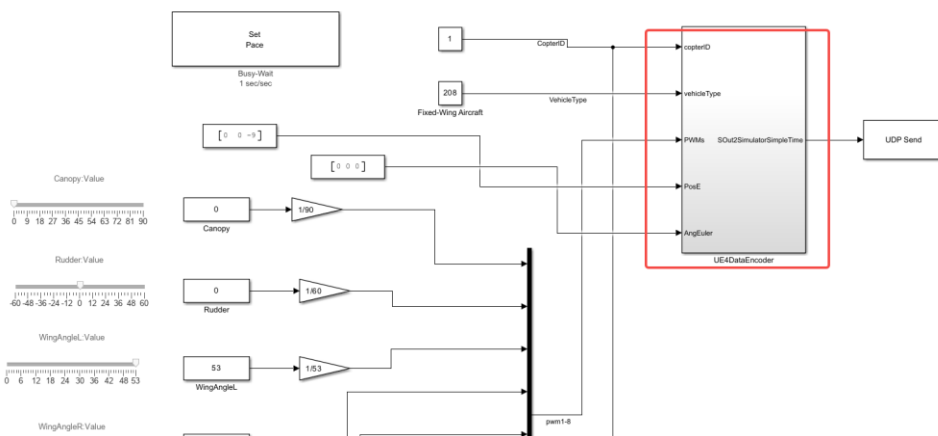 Set
Pace
Busy-Wait
1 sec/sec
1
CopterID
copterID
208
VehicleType
vehicleType
Fixed-Wing Aircraft
[0 0 -9]
PWMs
SOut2SimulatorSimpleTime
UDP Send
[0 0 0]
PosE
Canopy:Value
0 9 18 27 36 45 54 63 72 81 90
0
Canopy
1/90
AngEuler
UE4DataEncoder
Rudder:Value
-60 -48 -36 -24 -12 0 12 24 36 48 60
0
Rudder
1/60
WingAngleL:Value
0 6 12 18 24 30 36 42 48 53
53
WingAngleL
1/53
WingAngleR:Value
pwm1-8